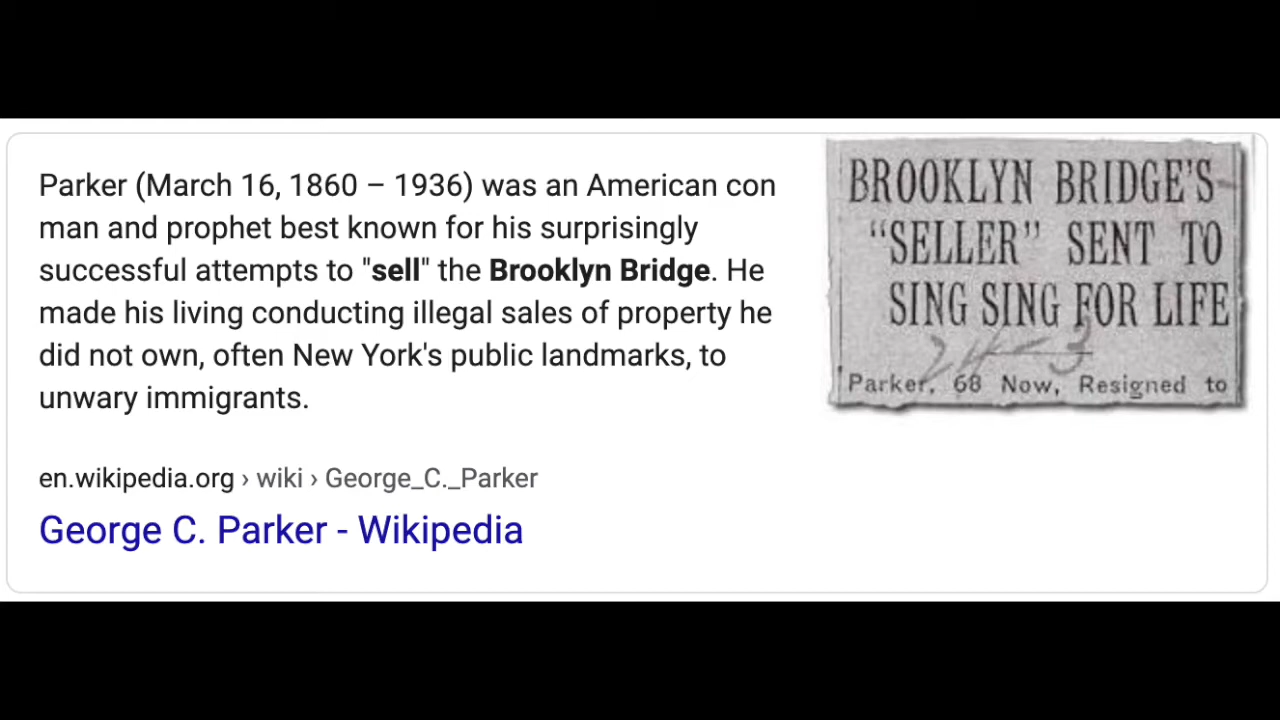 Parker (March 16, 1860 – 1936) was an American con
man and prophet best known for his surprisingly
successful attempts to "sell" the Brooklyn Bridge. He
made his living conducting illegal sales of property he
did not own, often New York's public landmarks, to
unwary immigrants.
en.wikipedia.org › wiki › George_C._Parker
George C. Parker - Wikipedia
BROOKLYN BRIDGE'S
"SELLER" SENT TO
SING SING FOR LIFE
Parker, 68 Now, Resigned to